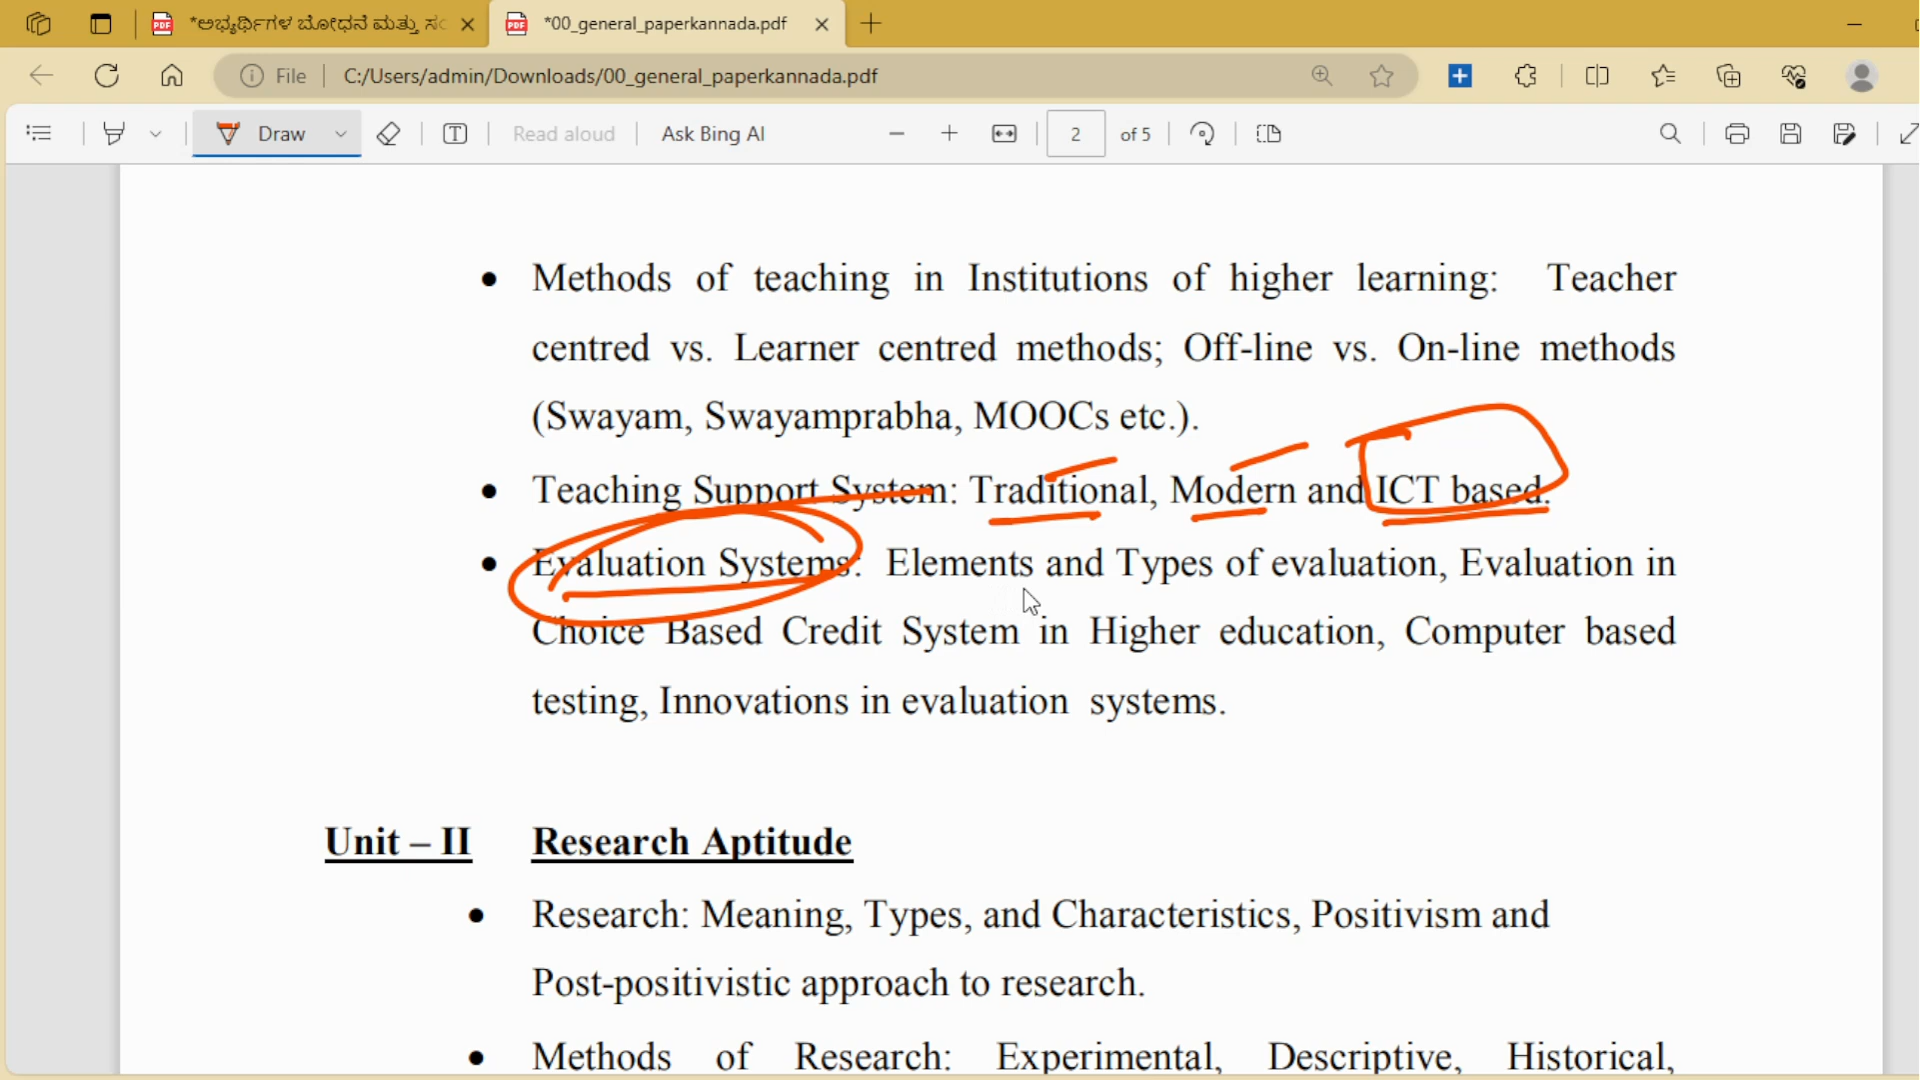 *ಅಭ್ಯರ್ಥಿಗಳ ಬೋಧನೆ ಮತ್ತು ಸಂ
*00_general_paperkannada.pdf
File
C:/Users/admin/Downloads/00_general_paperkannada.pdf
Draw
Read aloud
Ask Bing AI
2 of 5
• Methods of teaching in Institutions of higher learning: Teacher
centred vs. Learner centred methods; Off-line vs. On-line methods
(Swayam, Swayamprabha, MOOCs etc.).
• Teaching Support System: Traditional, Modern and ICT based.
• Evaluation Systems: Elements and Types of evaluation, Evaluation in
Choice Based Credit System in Higher education, Computer based
testing, Innovations in evaluation systems.
Unit – II Research Aptitude
• Research: Meaning, Types, and Characteristics, Positivism and
Post-positivistic approach to research.
• Methods of Research: Experimental, Descriptive, Historical,